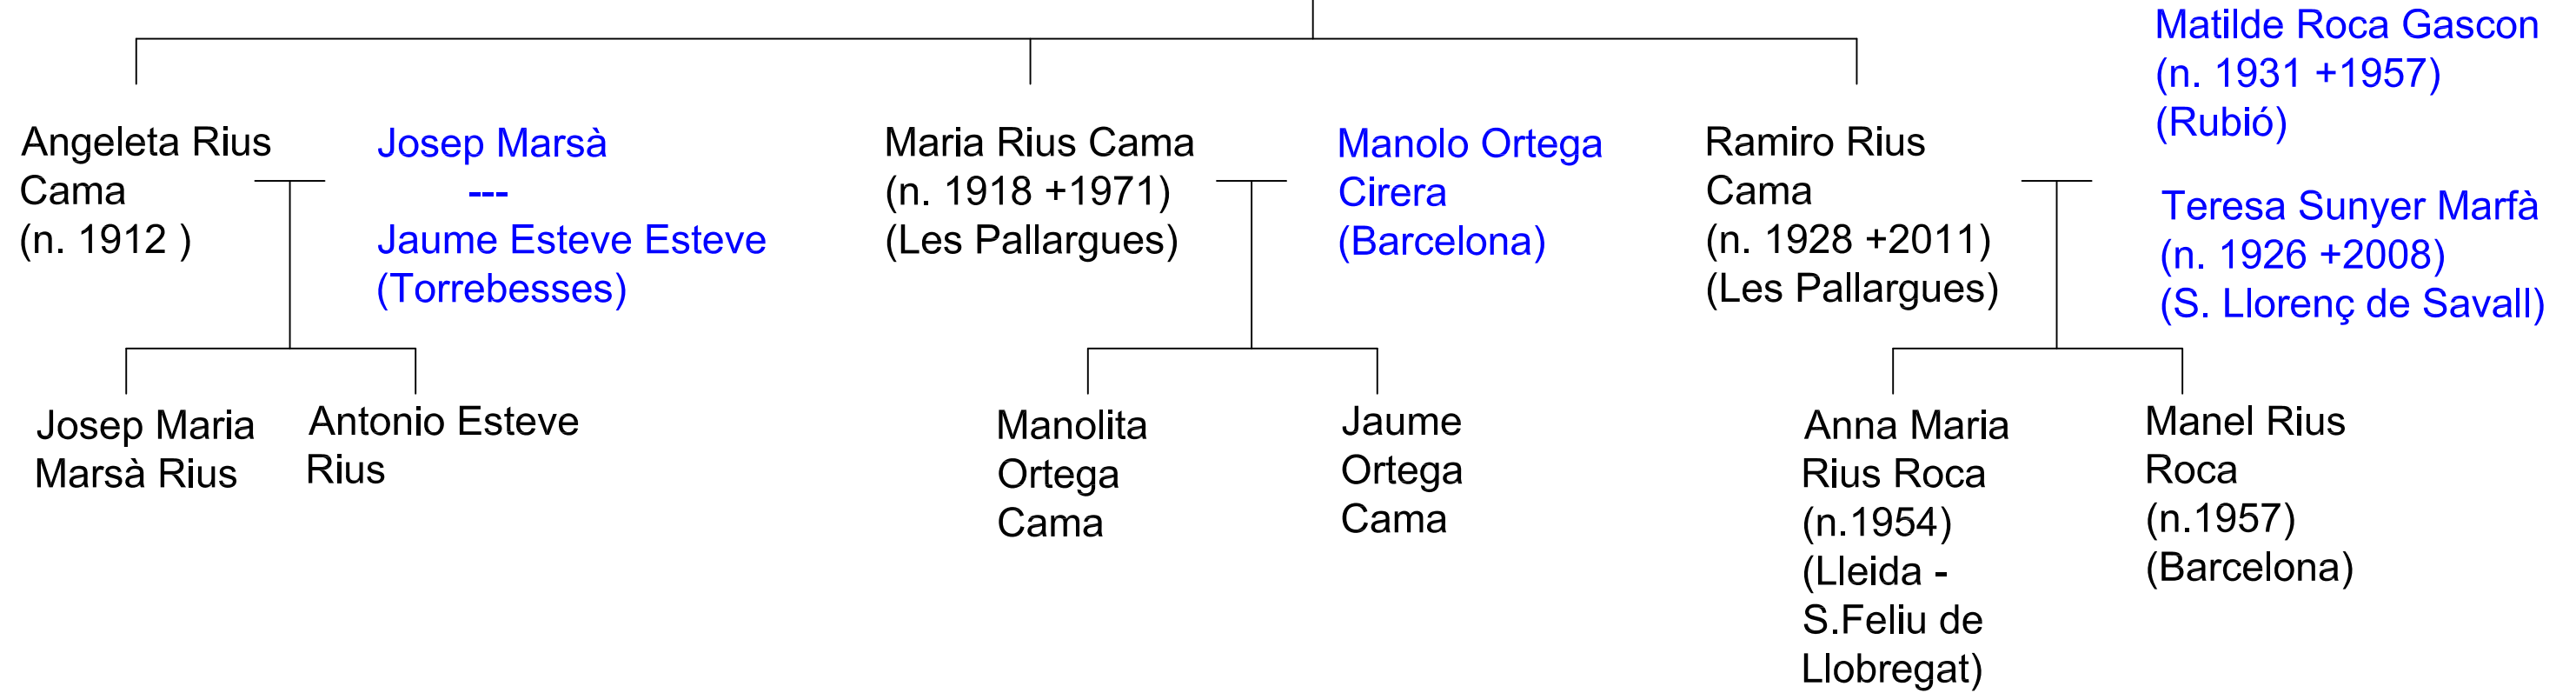 Matilde Roca Gascon
(n. 1931 +1957)
(Rubió)
Angeleta Rius
Cama
(n. 1912 )
Josep Marsà
---
Jaume Esteve Esteve
(Torrebesses)
Maria Rius Cama
(n. 1918 +1971)
(Les Pallargues)
Manolo Ortega
Cirera
(Barcelona)
Ramiro Rius
Cama
(n. 1928 +2011)
(Les Pallargues)
Teresa Sunyer Marfà
(n. 1926 +2008)
(S. Llorenç de Savall)
Josep Maria
Marsà Rius
Antonio Esteve
Rius
Manolita
Ortega
Cama
Jaume
Ortega
Cama
Anna Maria
Rius Roca
(n.1954)
(Lleida -
S.Feliu de
Llobregat)
Manel Rius
Roca
(n.1957)
(Barcelona)